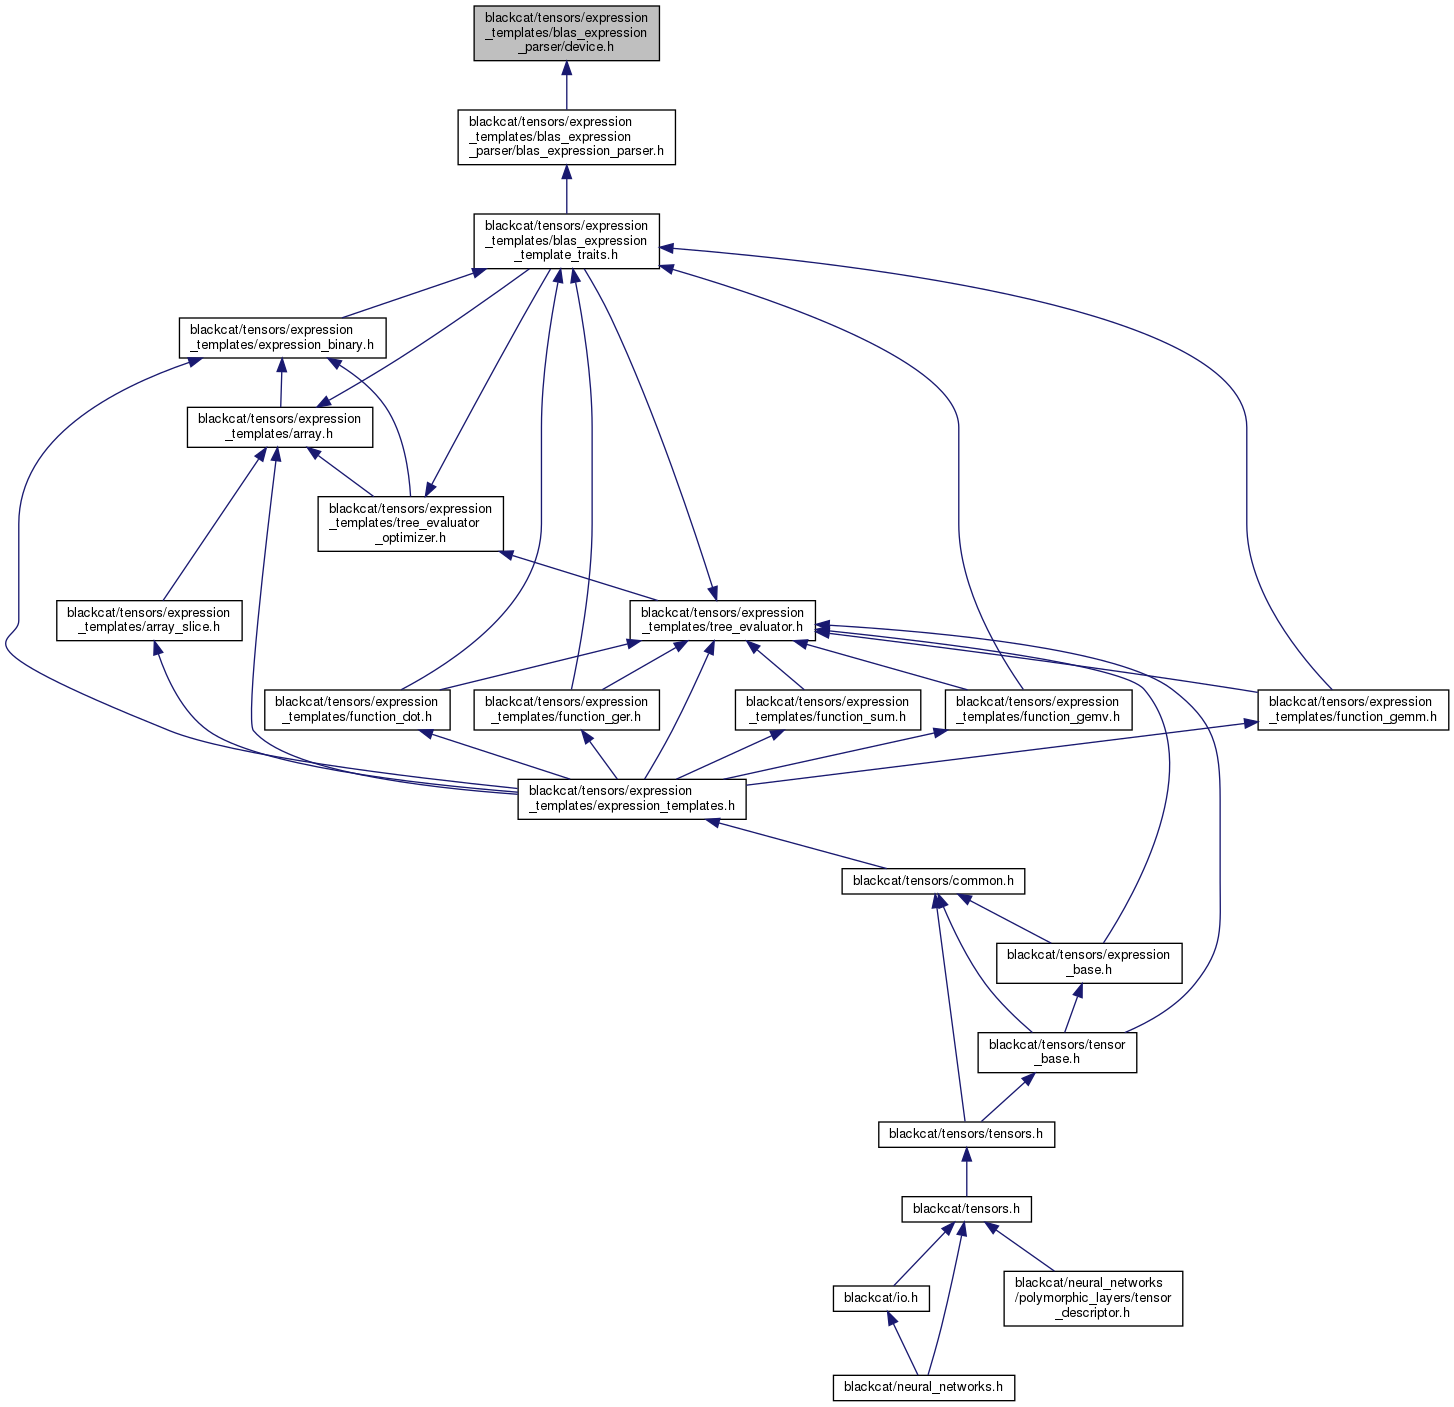 blackcat/tensors/expression
_templates/blas_expression
_parser/device.h
blackcat/tensors/expression
_templates/blas_expression
_parser/blas_expression_parser.h
blackcat/tensors/expression
_templates/blas_expression
_template_traits.h
blackcat/tensors/expression
_templates/expression_binary.h
blackcat/tensors/expression
_templates/array.h
blackcat/tensors/expression
_templates/tree_evaluator
_optimizer.h
blackcat/tensors/expression
_templates/array_slice.h
blackcat/tensors/expression
_templates/tree_evaluator.h
blackcat/tensors/expression
_templates/function_dot.h
blackcat/tensors/expression
_templates/function_ger.h
blackcat/tensors/expression
_templates/function_sum.h
blackcat/tensors/expression
_templates/function_gemv.h
blackcat/tensors/expression
_templates/function_gemm.h
blackcat/tensors/expression
_templates/expression_templates.h
blackcat/tensors/common.h
blackcat/tensors/expression
_base.h
blackcat/tensors/tensor
_base.h
blackcat/tensors/tensors.h
blackcat/tensors.h
blackcat/io.h
blackcat/neural_networks
/polymorphic_layers/tensor
_descriptor.h
blackcat/neural_networks.h